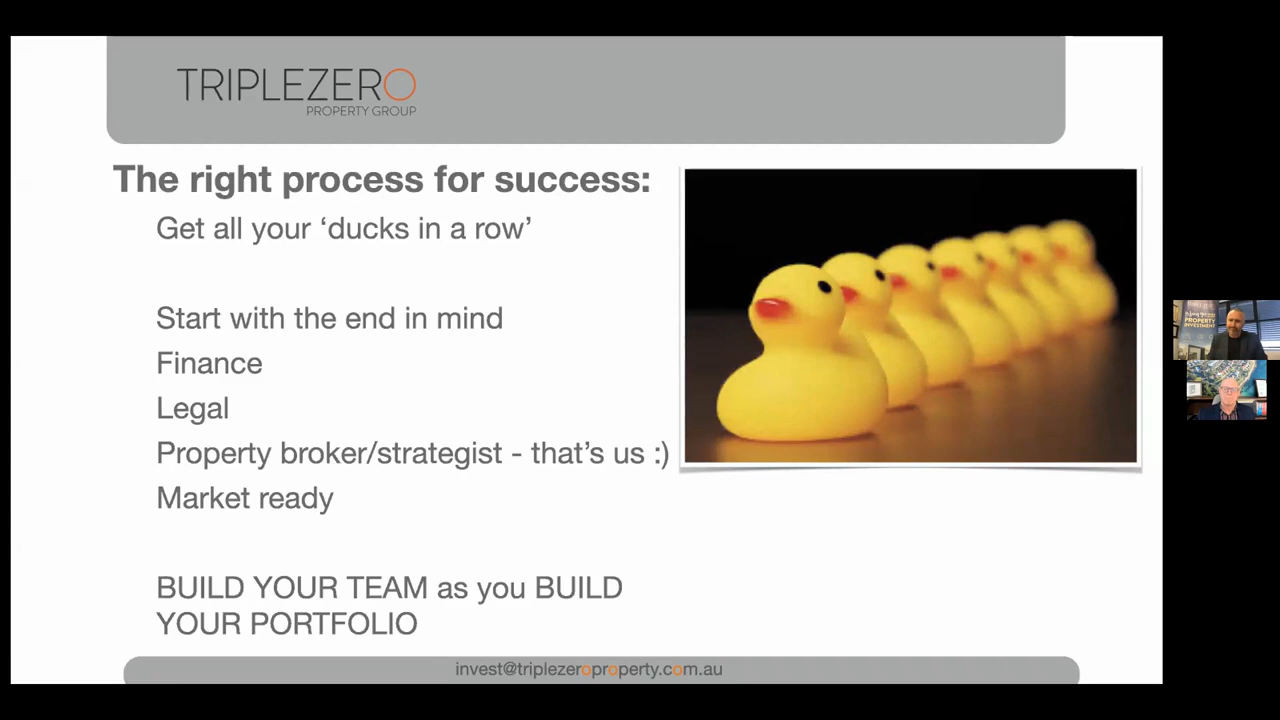 TRIPLEZERO
PROPERTY GROUP
The right process for success:
Get all your ‘ducks in a row’
Start with the end in mind
Finance
Legal
Property broker/strategist - that’s us :)
Market ready
BUILD YOUR TEAM as you BUILD
YOUR PORTFOLIO
invest@triplezeroproperty.com.au
PROPERTY
INVESTMENT